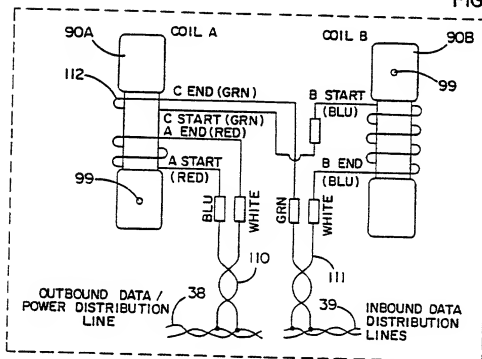 FIG
90A
COIL A
COIL B
90B
112
C END (GRN)
B START
(BLU)
99
C START (GRN)
A END (RED)
A START
(RED)
B END
(BLU)
99
BLU
WHITE
GRN
WHITE
110
111
OUTBOUND DATA /
POWER DISTRIBUTION
LINE
38
39
INBOUND DATA
DISTRIBUTION
LINES